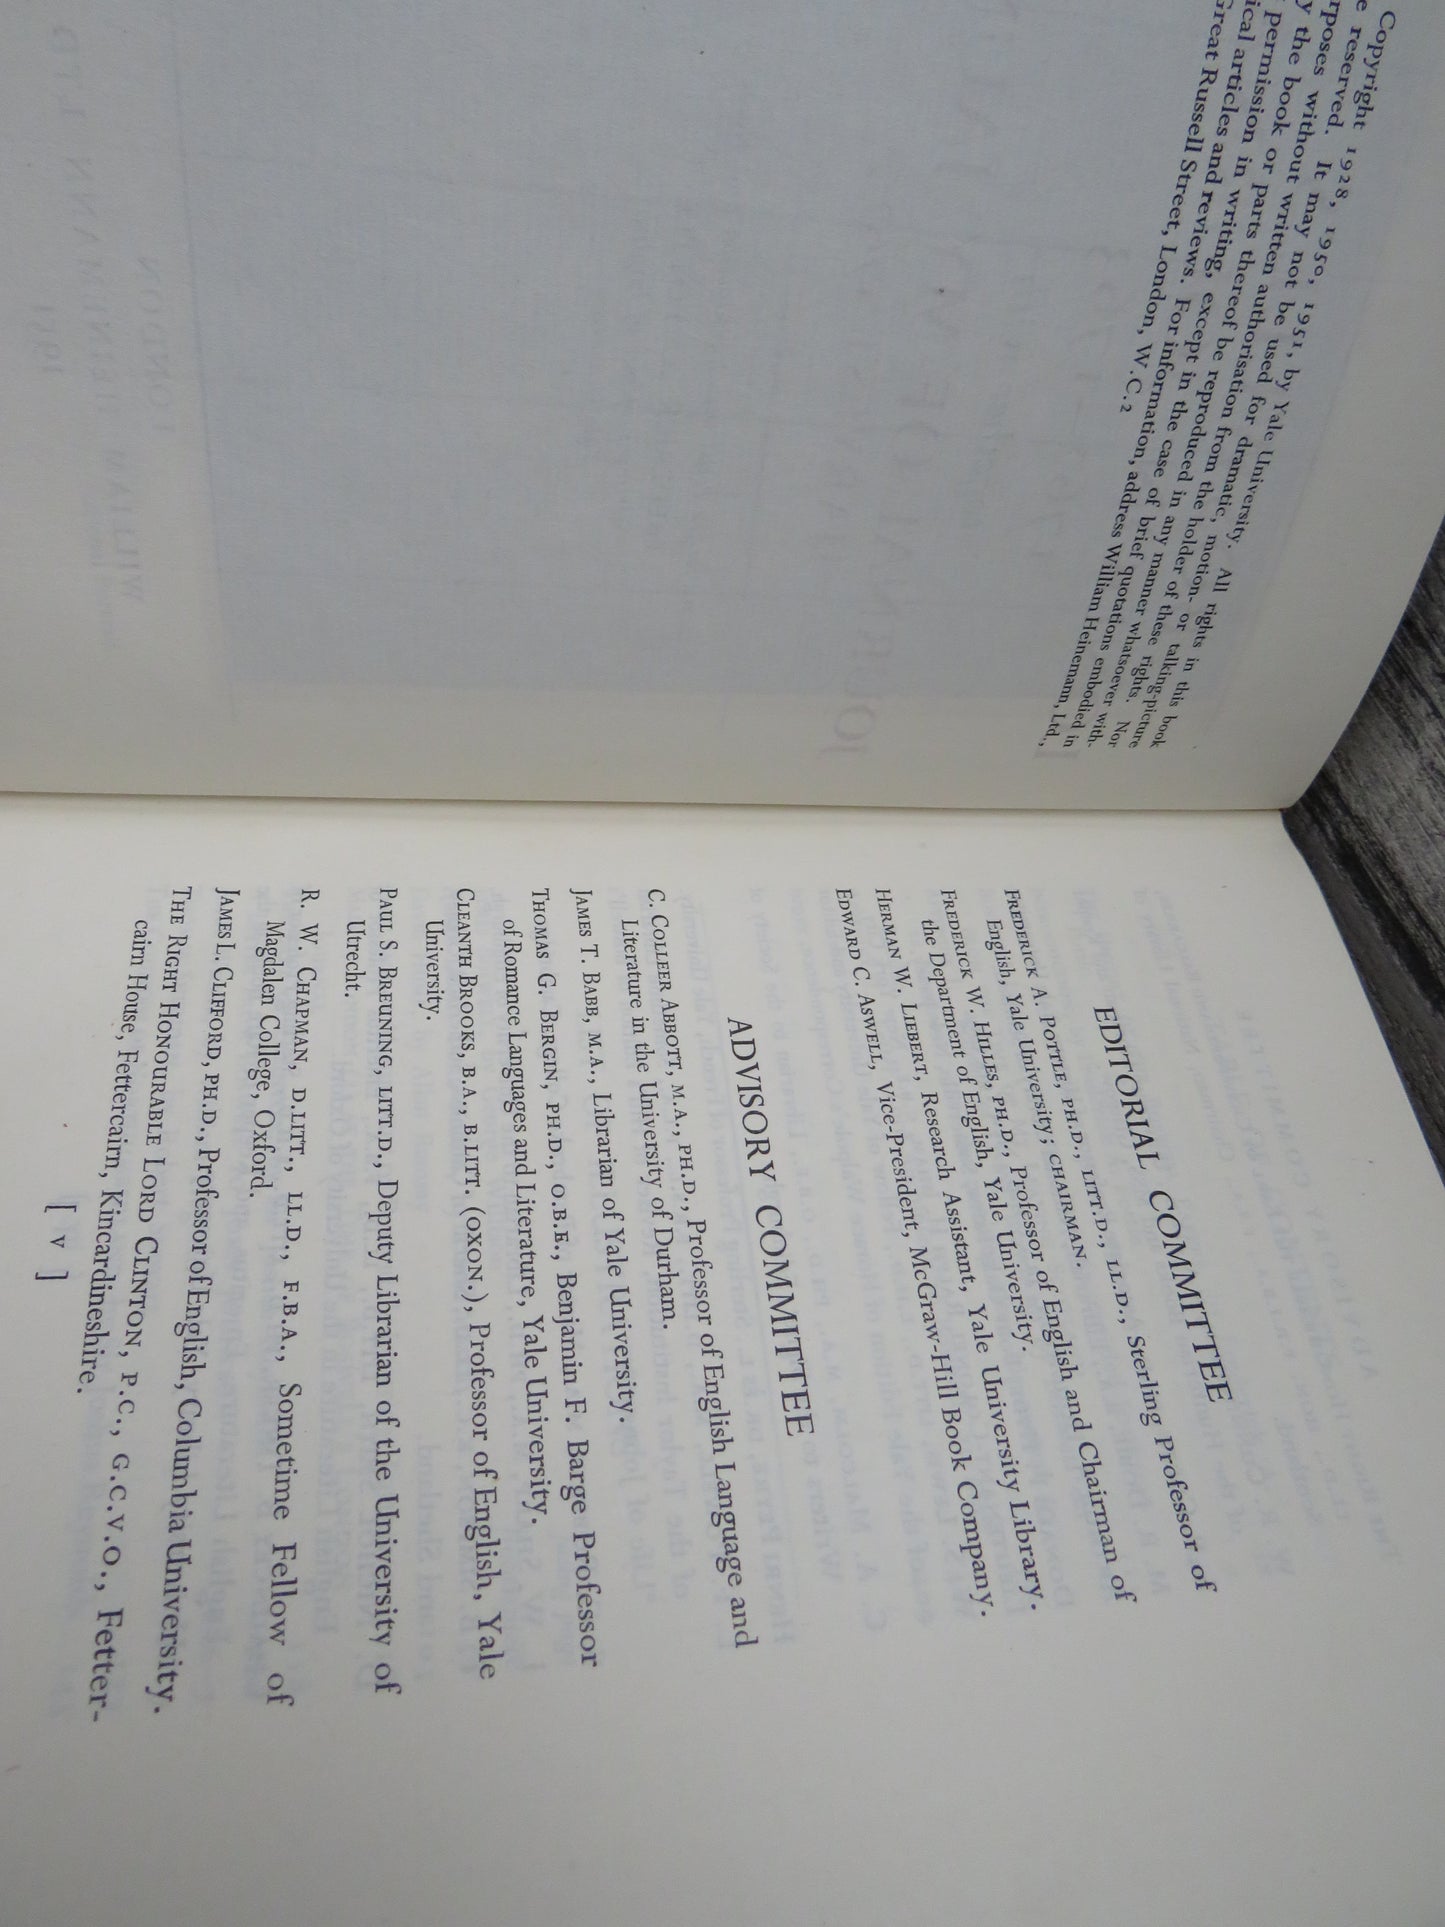 Copyright 1928, 1950, 1951, by Yale University. All rights in this book
reserved. It may not be used for dramatic, motion- or talking-picture
purposes without written authorisation from the holder of these rights. Nor
the book or parts thereof be reproduced in any manner whatsoever with-
permission in writing, except in the case of brief quotations embodied in
articles and reviews. For information, address William Heinemann, Ltd.,
Great Russell Street, London, W.C.2
EDITORIAL COMMITTEE
FREDERICK A. POTTLE, PH.D., LITT.D., LL.D., Sterling Professor of
English, Yale University; CHAIRMAN.
FREDERICK W. HILLES, PH.D., Professor of English and Chairman of
the Department of English, Yale University.
HERMAN W. LIEBERT, Research Assistant, Yale University Library.
EDWARD C. ASWELL, Vice-President, McGraw-Hill Book Company.
ADVISORY COMMITTEE
C. COLLEER ABBOTT, M.A., PH.D., Professor of English Language and
Literature in the University of Durham.
JAMES T. BABB, M.A., Librarian of Yale University.
THOMAS G. BERGIN, PH.D., O.B.E., Benjamin F. Barge Professor
of Romance Languages and Literature, Yale University.
CLEANTH BROOKS, B.A., B.LITT. (OXON.), Professor of English, Yale
University.
PAUL S. BREUNING, LIT.D., Deputy Librarian of the University of
Utrecht.
R. W. CHAPMAN, D.LITT., LL.D., F.B.A., Sometime Fellow of
Magdalen College, Oxford.
JAMES L. CLIFFORD, PH.D., Professor of English, Columbia University.
THE RIGHT HONOURABLE LORD CLINTON, P.C., G.C.V.O., Fetter-
cairn House, Fettercairn, Kincardineshire.
[ v ]